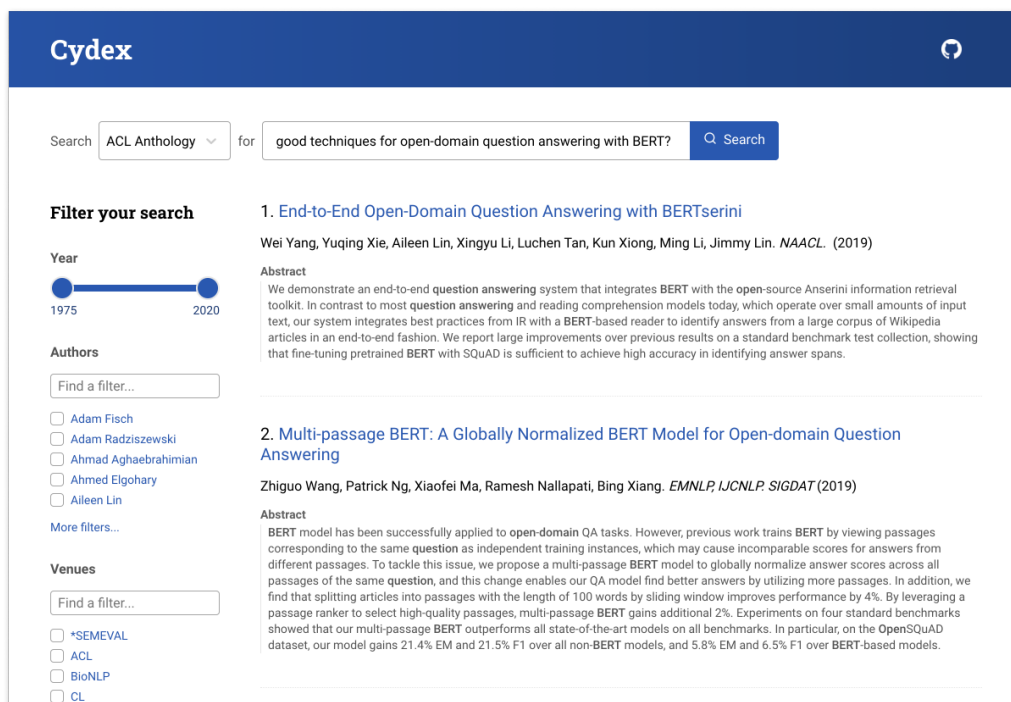 Cydex
Search ACL Anthology for good techniques for open-domain question answering with BERT? Search
Filter your search
Year
1975 2020
Authors
Find a filter...
Adam Fisch
Adam Radziszewski
Ahmad Aghaebrahimian
Ahmed Elgohary
Aileen Lin
More filters...
Venues
Find a filter...
*SEMEVAL
ACL
BioNLP
CL
1. End-to-End Open-Domain Question Answering with BERTserini
Wei Yang, Yuqing Xie, Aileen Lin, Xingyu Li, Luchen Tan, Kun Xiong, Ming Li, Jimmy Lin. NAACL. (2019)
Abstract
We demonstrate an end-to-end question answering system that integrates BERT with the open-source Anserini information retrieval
toolkit. In contrast to most question answering and reading comprehension models today, which operate over small amounts of input
text, our system integrates best practices from IR with a BERT-based reader to identify answers from a large corpus of Wikipedia
articles in an end-to-end fashion. We report large improvements over previous results on a standard benchmark test collection, showing
that fine-tuning pretrained BERT with SQuAD is sufficient to achieve high accuracy in identifying answer spans.
2. Multi-passage BERT: A Globally Normalized BERT Model for Open-domain Question
Answering
Zhiguo Wang, Patrick Ng, Xiaofei Ma, Ramesh Nallapati, Bing Xiang. EMNLP, IJCNLP. SIGDAT (2019)
Abstract
BERT model has been successfully applied to open-domain QA tasks. However, previous work trains BERT by viewing passages
corresponding to the same question as independent training instances, which may cause incomparable scores for answers from
different passages. To tackle this issue, we propose a multi-passage BERT model to globally normalize answer scores across all
passages of the same question, and this change enables our QA model find better answers by utilizing more passages. In addition, we
find that splitting articles into passages with the length of 100 words by sliding window improves performance by 4%. By leveraging a
passage ranker to select high-quality passages, multi-passage BERT gains additional 2%. Experiments on four standard benchmarks
showed that our multi-passage BERT outperforms all state-of-the-art models on all benchmarks. In particular, on the OpenSQuAD
dataset, our model gains 21.4% EM and 21.5% F1 over all non-BERT models, and 5.8% EM and 6.5% F1 over BERT-based models.